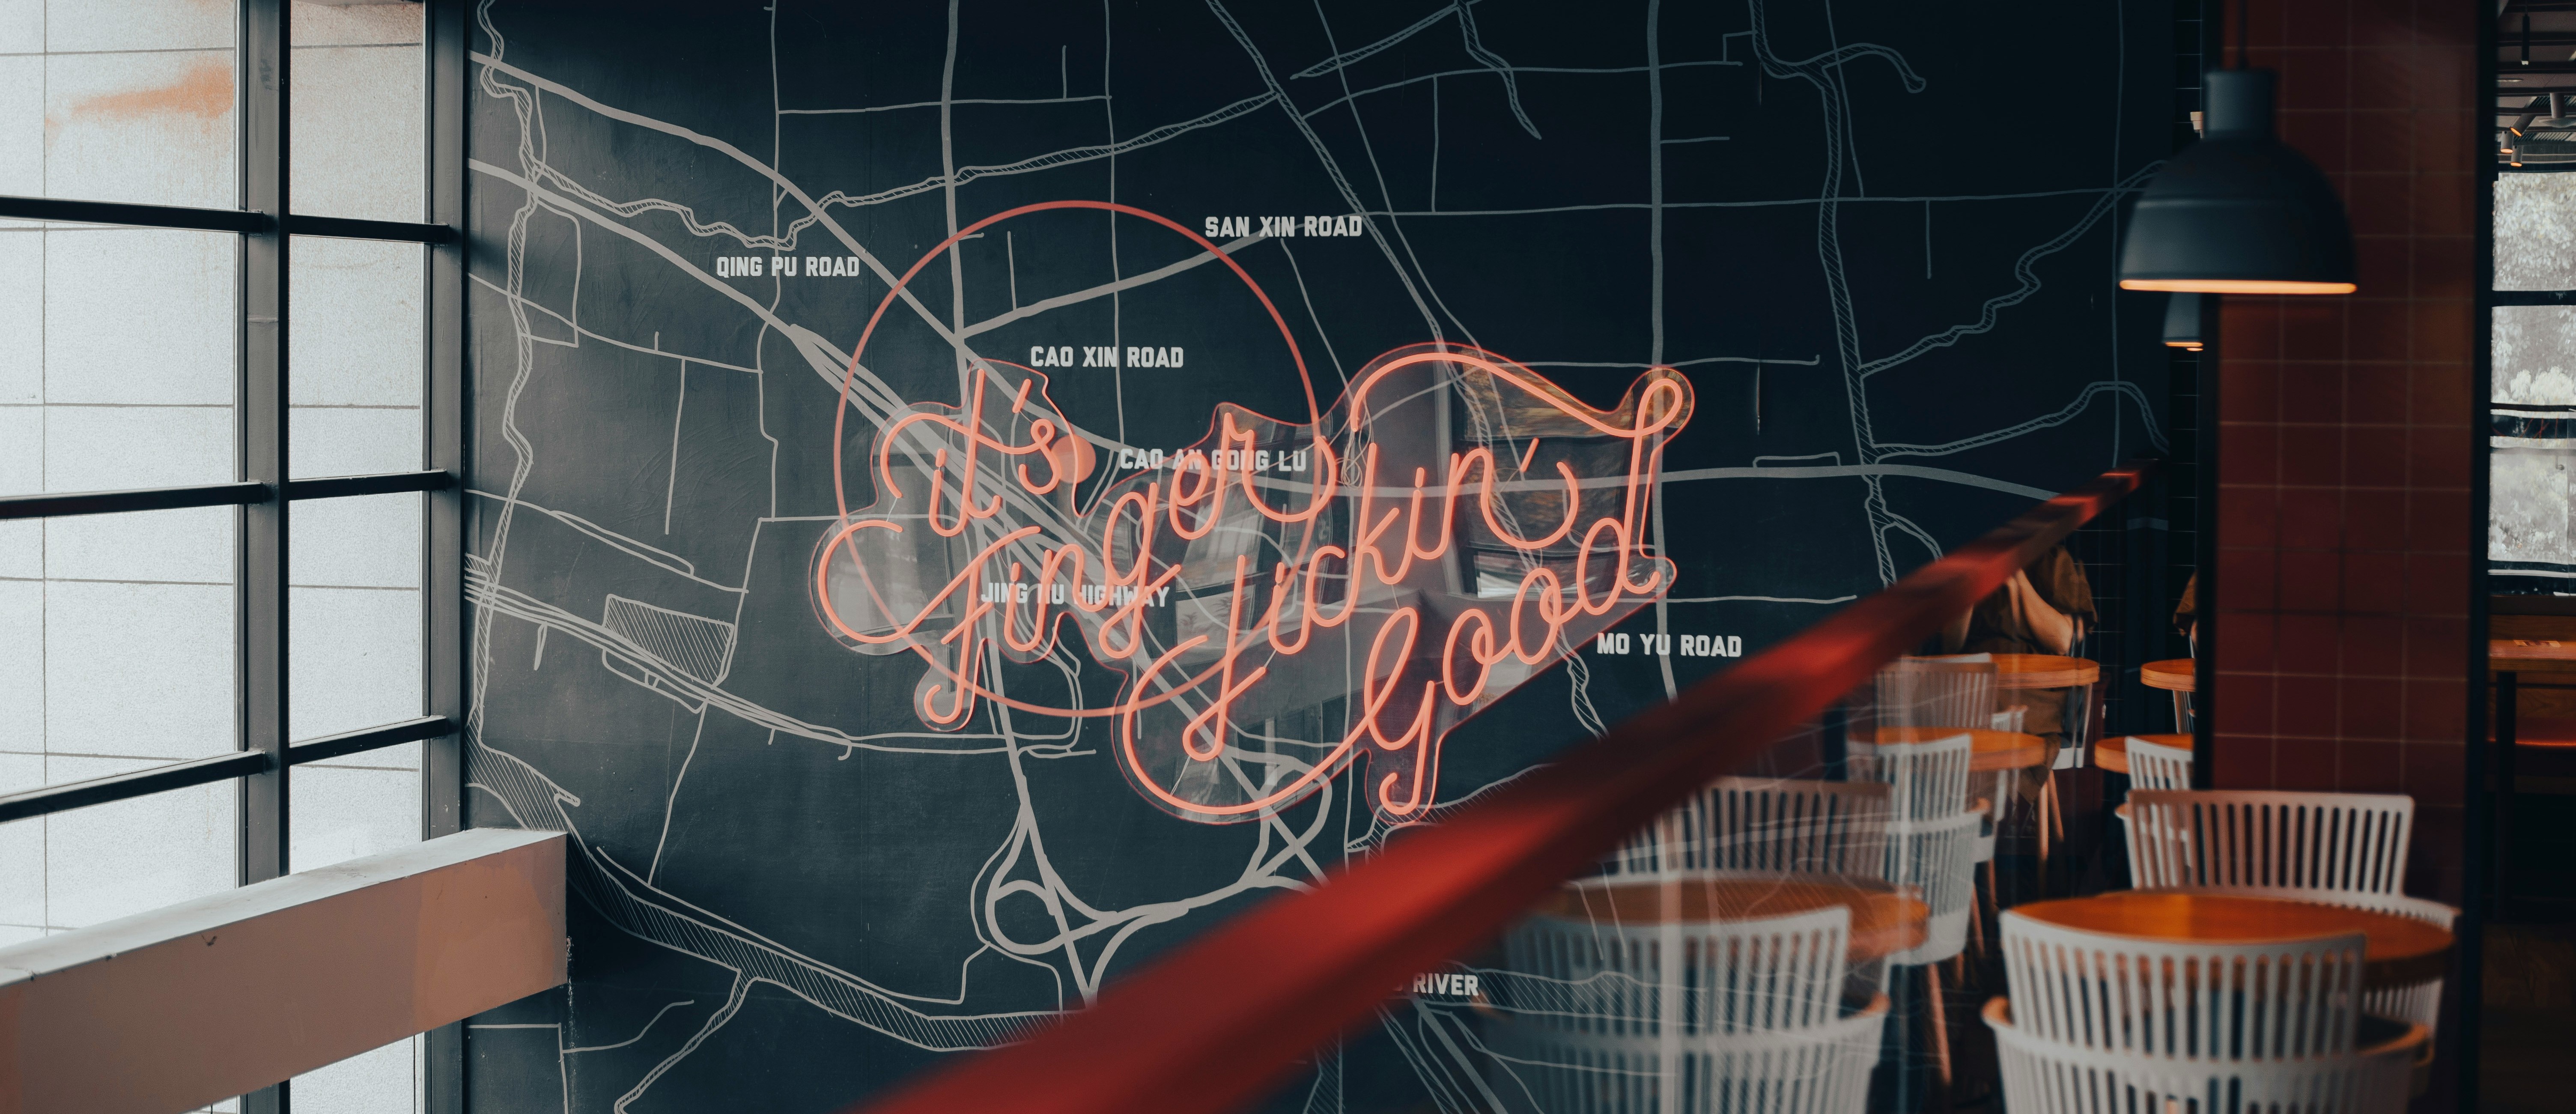 SAN XIN ROAD
QING PU ROAD
CAO XIN ROAD
it's
CAO AN GONG LU
finger lickin'
good
JING HU HIGHWAY
MO YU ROAD
RIVER